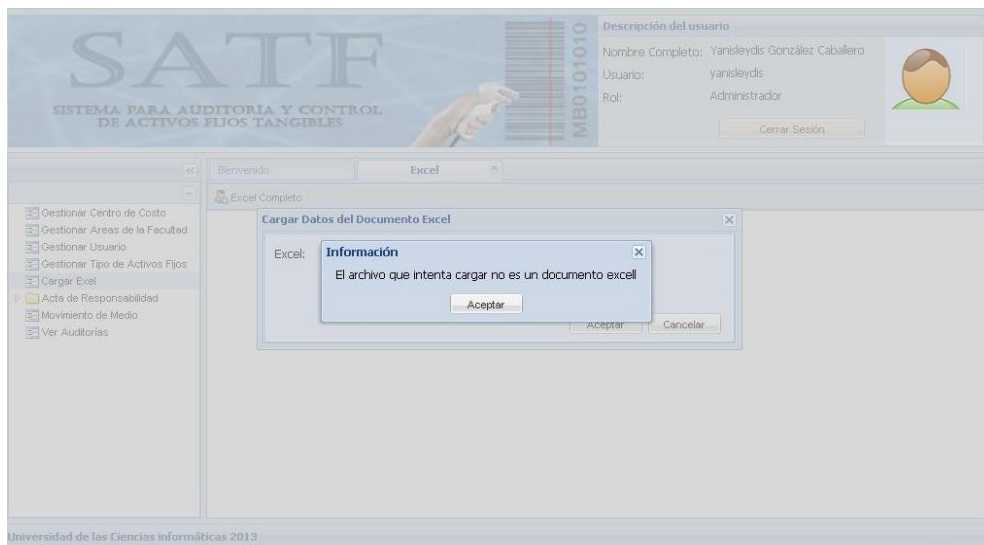 SATF
SISTEMA PARA AUDITORÍA Y CONTROL
DE ACTIVOS FIJOS TANGIBLES
MB0101010
Descripción del usuario
Nombre Completo: Yanisleydis González Caballero
Usuario: yanisleydis
Rol: Administrador
Cerrar Sesión
Bienvenido
Excel
Excel Completo
Gestionar Centro de Costo
Gestionar Areas de la Facultad
Gestionar Usuario
Gestionar Tipo de Activos Fijos
Cargar Exel
Acta de Responsabilidad
Movimiento de Medio
Ver Auditorias
Cargar Datos del Documento Excel
Excel:
Información
El archivo que intenta cargar no es un documento excell
Aceptar
Aceptar
Cancelar
Universidad de las Ciencias informáticas 2013